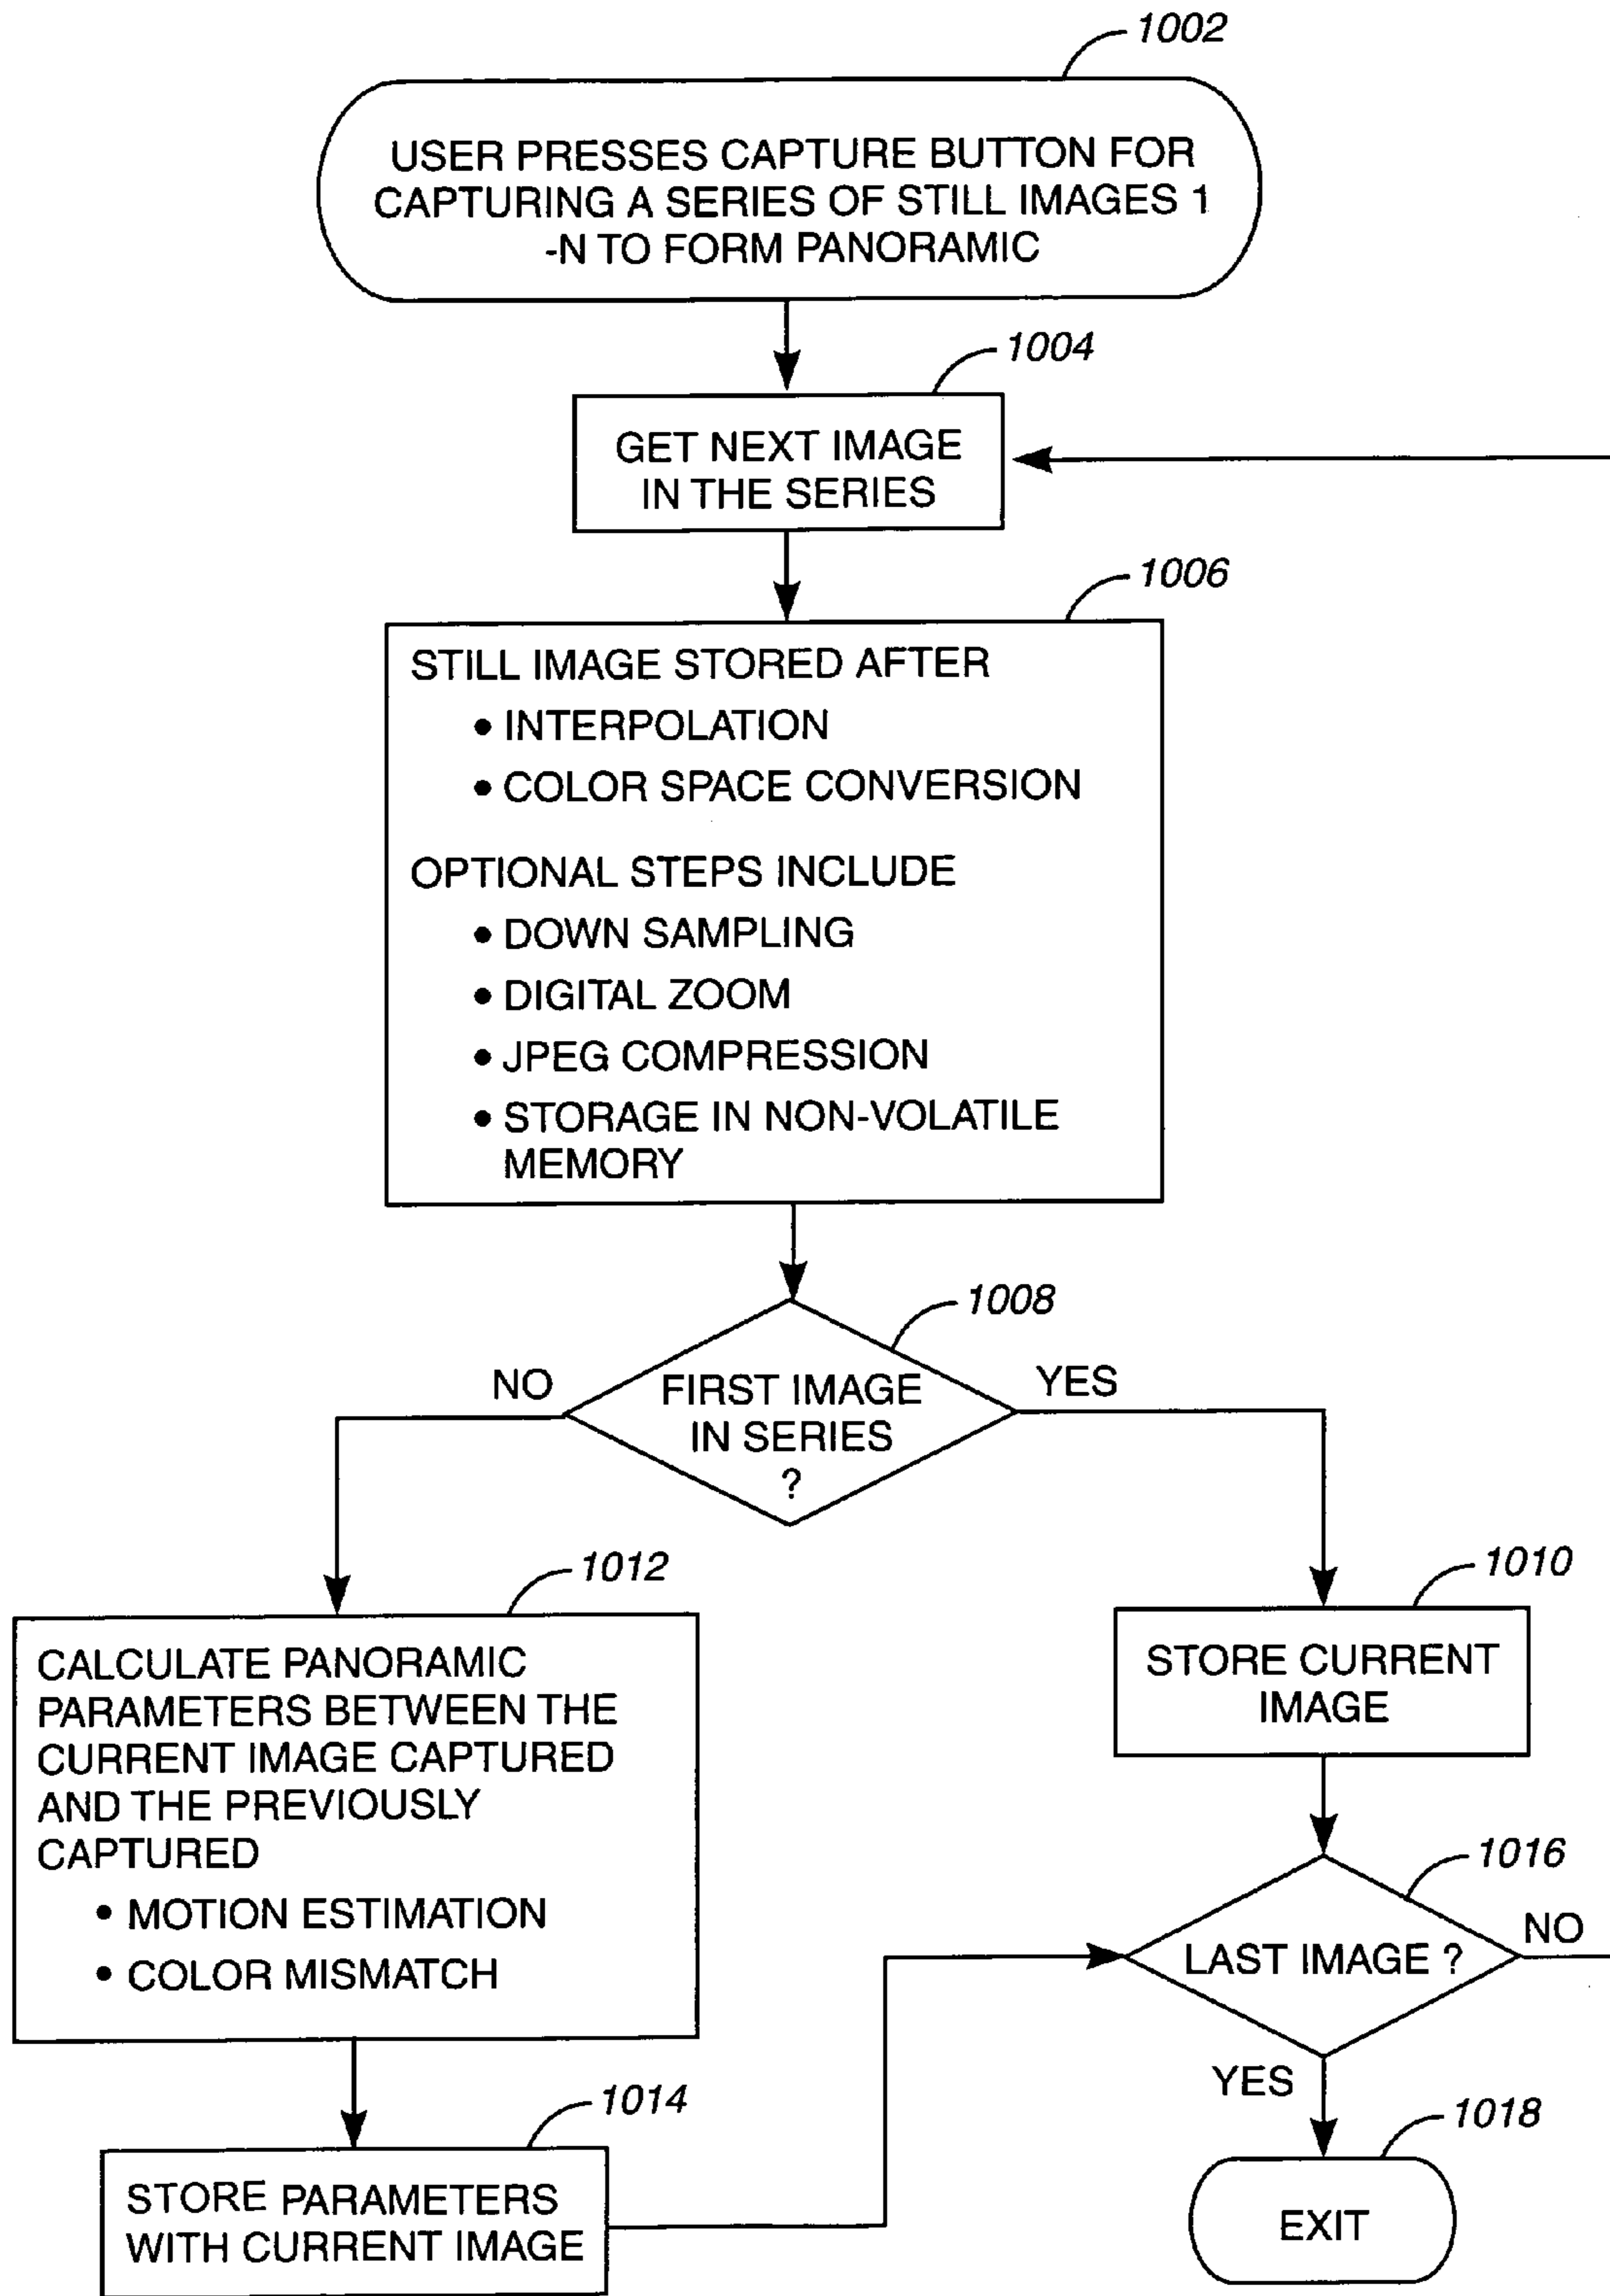 1002
USER PRESSES CAPTURE BUTTON FOR
CAPTURING A SERIES OF STILL IMAGES 1
-N TO FORM PANORAMIC
1004
GET NEXT IMAGE
IN THE SERIES
1006
STILL IMAGE STORED AFTER
• INTERPOLATION
• COLOR SPACE CONVERSION
OPTIONAL STEPS INCLUDE
• DOWN SAMPLING
• DIGITAL ZOOM
• JPEG COMPRESSION
• STORAGE IN NON-VOLATILE
MEMORY
1008
NO
FIRST IMAGE
IN SERIES
?
YES
1012
CALCULATE PANORAMIC
PARAMETERS BETWEEN THE
CURRENT IMAGE CAPTURED
AND THE PREVIOUSLY
CAPTURED
• MOTION ESTIMATION
• COLOR MISMATCH
1014
STORE PARAMETERS
WITH CURRENT IMAGE
1010
STORE CURRENT
IMAGE
1016
LAST IMAGE ?
NO
YES
1018
EXIT